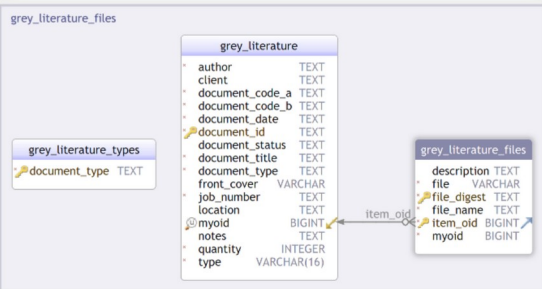 grey_literature_files
grey_literature
author TEXT
client TEXT
document_code_a TEXT
document_code_b TEXT
document_date TEXT
document_id TEXT
document_status TEXT
document_title TEXT
document_type TEXT
front_cover VARCHAR
job_number TEXT
location TEXT
myoid BIGINT
notes TEXT
quantity INTEGER
type VARCHAR(16)
grey_literature_types
document_type TEXT
item_oid
grey_literature_files
description TEXT
file VARCHAR
file_digest TEXT
file_name TEXT
item_oid BIGINT
myoid BIGINT